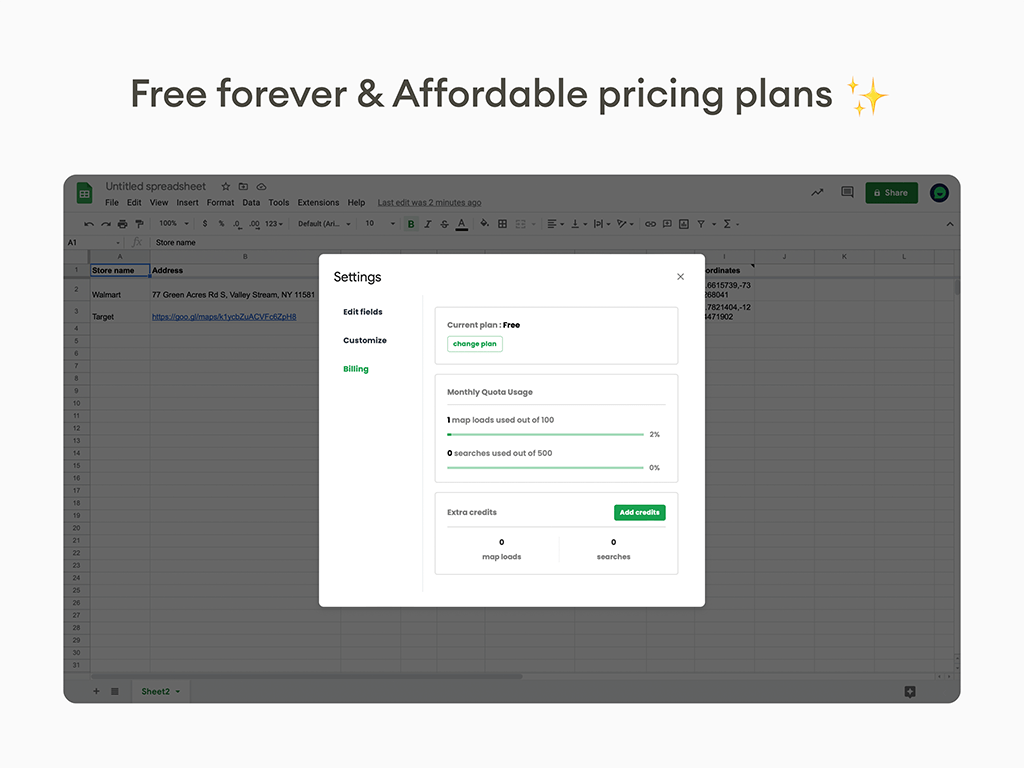 Free forever & Affordable pricing plans ✨
Untitled spreadsheet
File Edit View Insert Format Data Tools Extensions Help Last edit was 2 minutes ago
Share
100% $ % .0 .00 123 Default (Ari... 10 B I S A
A1 fx Store name
A B I J K L
1 Store name Address ordinates
2 Walmart 77 Green Acres Rd S, Valley Stream, NY 11581 .6615739,-73
268041
3 Target https://goo.gl/maps/k1ycbZuACVFc6ZpH8 .7821404,-12
4471902
4
5
6
7
8
9
10
11
12
13
14
15
16
17
18
19
20
21
22
23
24
25
26
27
28
29
30
31
Settings
Edit fields
Customize
Billing
Current plan : Free
change plan
Monthly Quota Usage
1 map loads used out of 100
2%
0 searches used out of 500
0%
Extra credits
Add credits
0 0
map loads searches
Sheet2